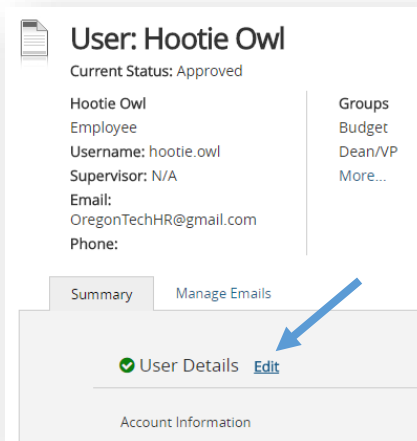 User: Hootie Owl
Current Status: Approved
Hootie Owl
Employee
Username: hootie.owl
Supervisor: N/A
Email:
OregonTechHR@gmail.com
Phone:
Groups
Budget
Dean/VP
More...
Summary
Manage Emails
User Details Edit
Account Information